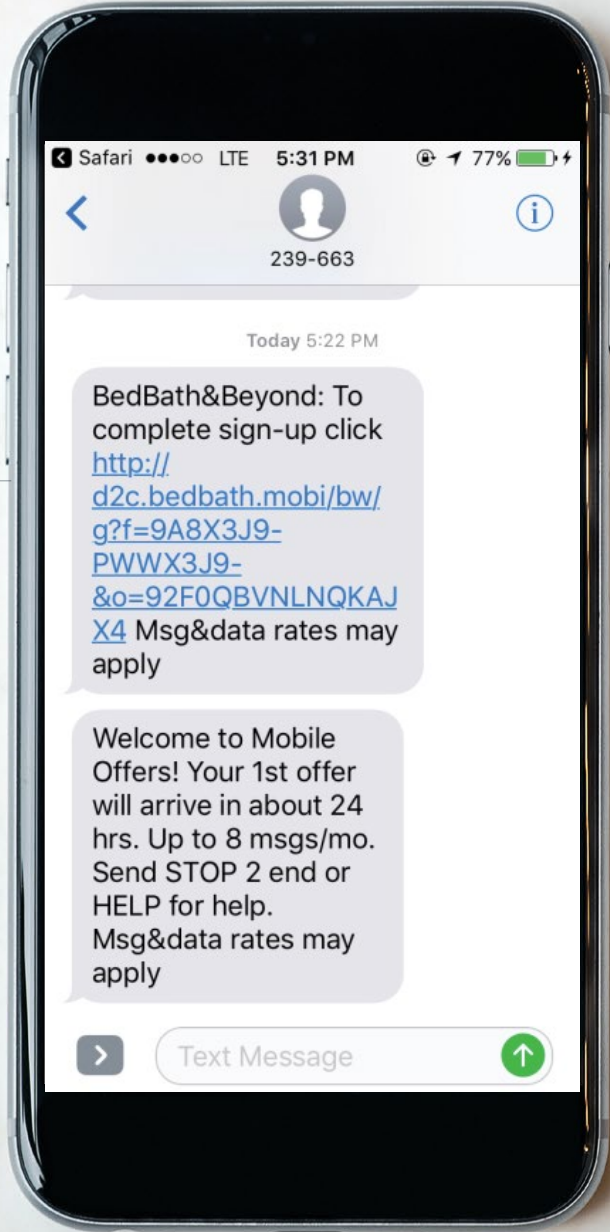 Safari LTE 5:31 PM 77%
239-663
Today 5:22 PM
BedBath&Beyond: To
complete sign-up click
http://
d2c.bedbath.mobi/bw/
g?f=9A8X3J9-
PWWX3J9-
&o=92F0QBVNLNQKAJ
X4 Msg&data rates may
apply
Welcome to Mobile
Offers! Your 1st offer
will arrive in about 24
hrs. Up to 8 msgs/mo.
Send STOP 2 end or
HELP for help.
Msg&data rates may
apply
Text Message